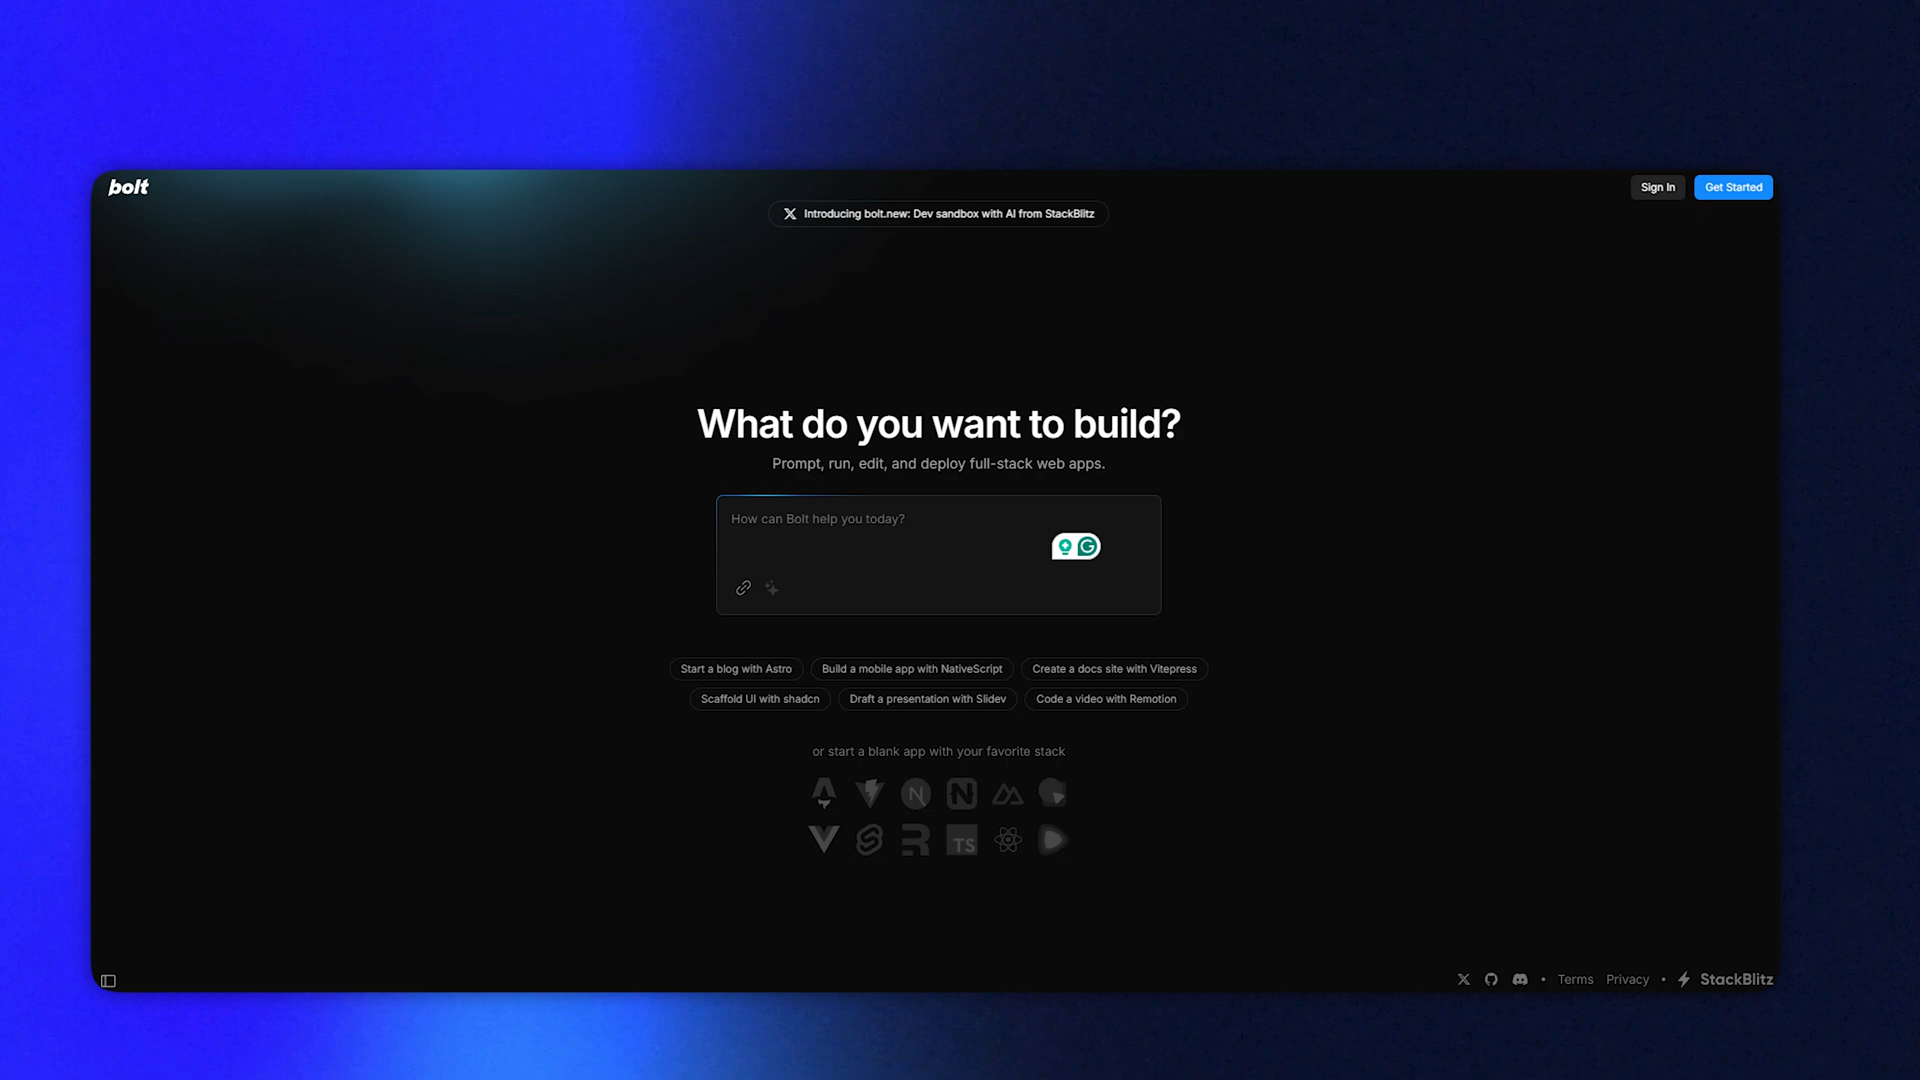 bolt
Sign In
Get Started
Introducing bolt.new: Dev sandbox with AI from StackBlitz
What do you want to build?
Prompt, run, edit, and deploy full-stack web apps.
How can Bolt help you today?
Start a blog with Astro
Build a mobile app with NativeScript
Create a docs site with Vitepress
Scaffold UI with shadcn
Draft a presentation with Slidev
Code a video with Remotion
or start a blank app with your favorite stack
N
N
TS
Terms
Privacy
StackBlitz